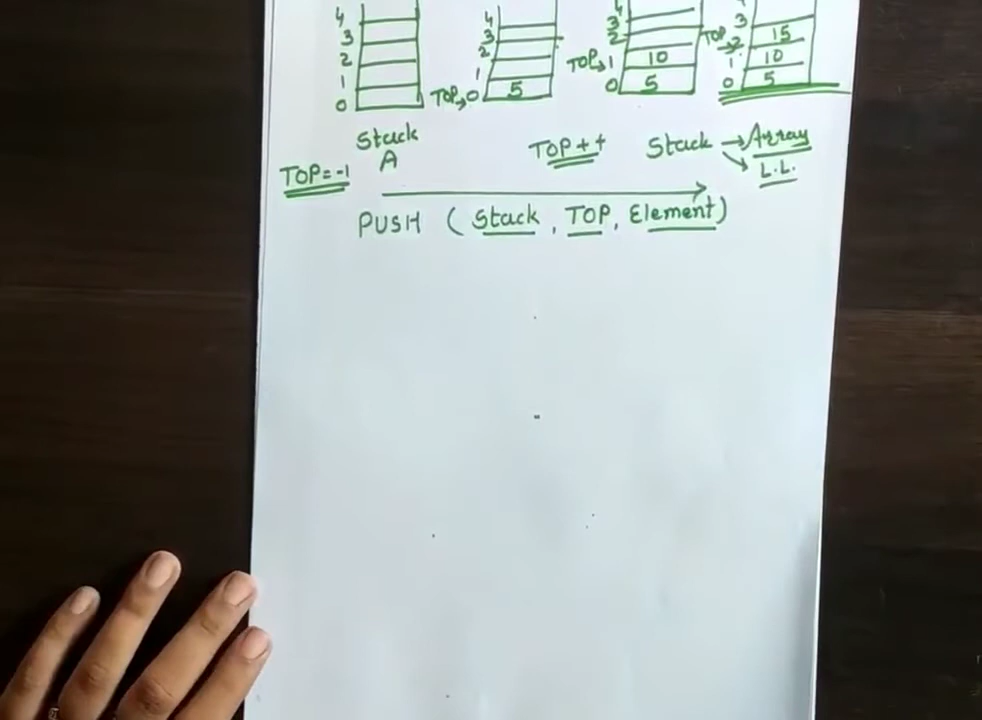 4 4 4 3
3 3 3 TOP→ 2 15
2 2 2
1 1 TOP→ 1 10 1 10
0 TOP→ 0 5 0 5 0 5
Stack
A
TOP=-1
TOP++
Stack → Array
→ L.L.
PUSH ( Stack , TOP, Element)